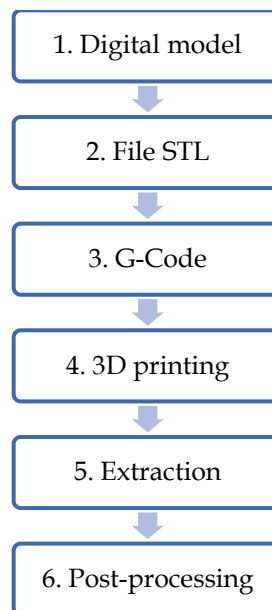 1. Digital model
2. File STL
3. G-Code
4. 3D printing
5. Extraction
6. Post-processing